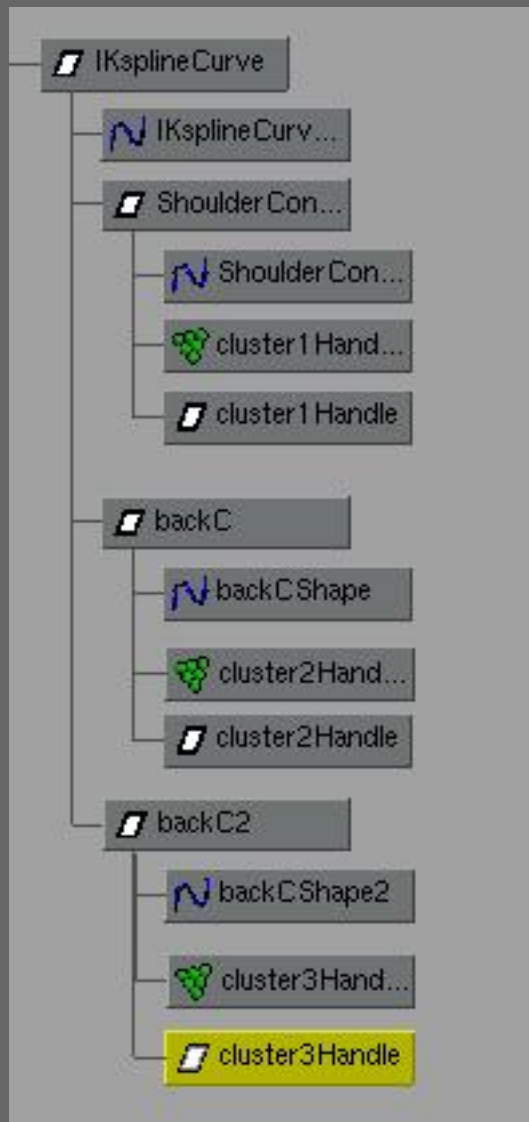 IKsplineCurve
IKsplineCurv...
ShoulderCon...
ShoulderCon...
cluster1Hand...
cluster1Handle
backC
backCShape
cluster2Hand...
cluster2Handle
backC2
backCShape2
cluster3Hand...
cluster3Handle